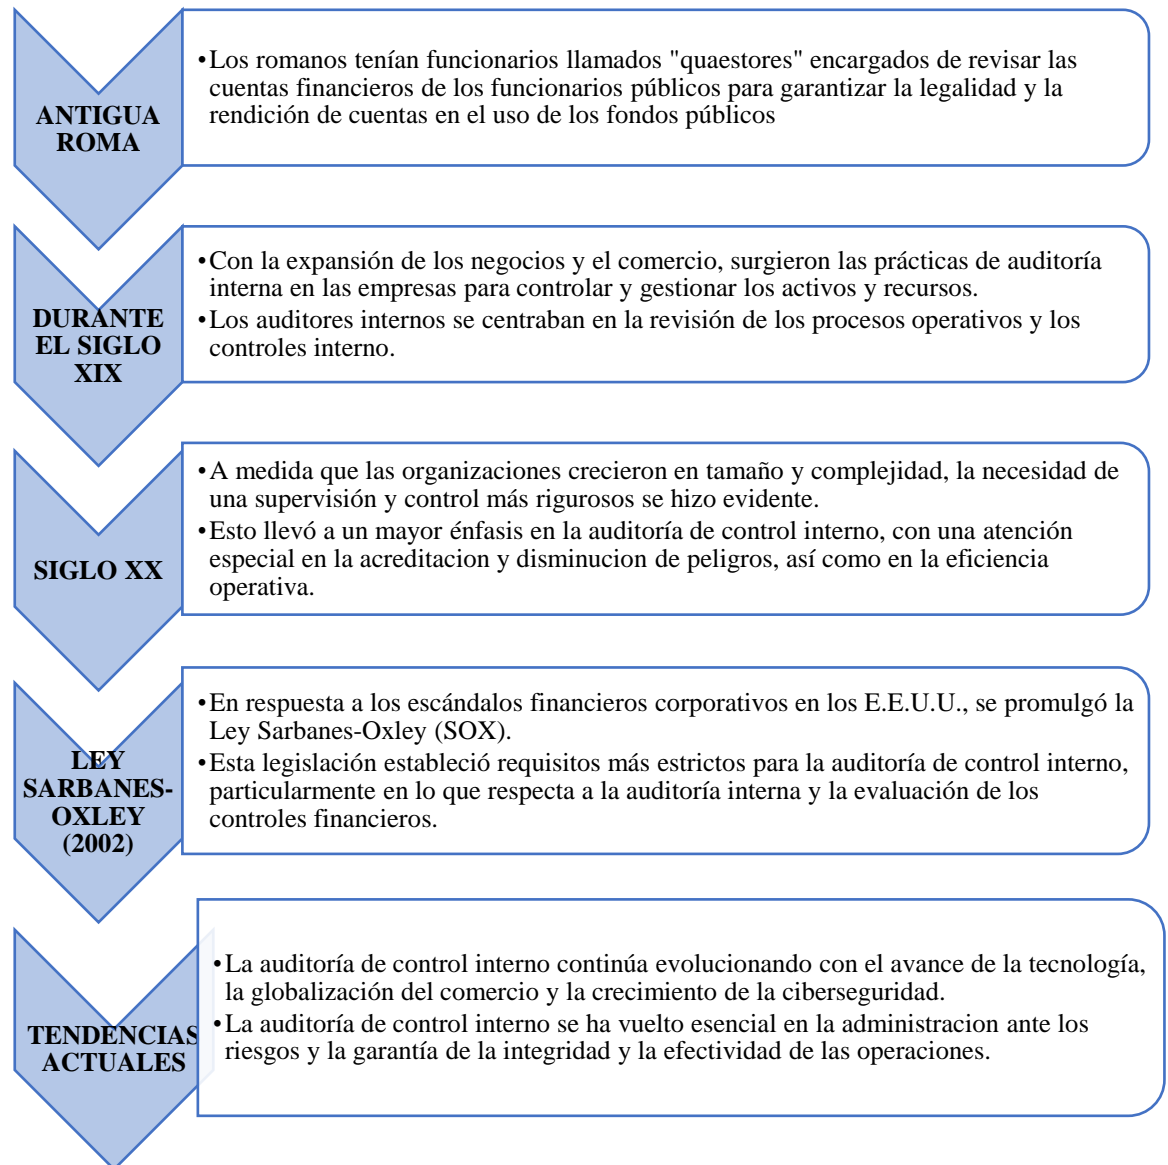 ANTIGUA
ROMA
•Los romanos tenían funcionarios llamados "quaestores" encargados de revisar las
cuentas financieros de los funcionarios públicos para garantizar la legalidad y la
rendición de cuentas en el uso de los fondos públicos
DURANTE
EL SIGLO
XIX
•Con la expansión de los negocios y el comercio, surgieron las prácticas de auditoría
interna en las empresas para controlar y gestionar los activos y recursos.
•Los auditores internos se centraban en la revisión de los procesos operativos y los
controles interno.
SIGLO XX
•A medida que las organizaciones crecieron en tamaño y complejidad, la necesidad de
una supervisión y control más rigurosos se hizo evidente.
•Esto llevó a un mayor énfasis en la auditoría de control interno, con una atención
especial en la acreditacion y disminucion de peligros, así como en la eficiencia
operativa.
LEY
SARBANES-
OXLEY
(2002)
•En respuesta a los escándalos financieros corporativos en los E.E.U.U., se promulgó la
Ley Sarbanes-Oxley (SOX).
•Esta legislación estableció requisitos más estrictos para la auditoría de control interno,
particularmente en lo que respecta a la auditoría interna y la evaluación de los
controles financieros.
TENDENCIAS
ACTUALES
•La auditoría de control interno continúa evolucionando con el avance de la tecnología,
la globalización del comercio y la crecimiento de la ciberseguridad.
•La auditoría de control interno se ha vuelto esencial en la administracion ante los
riesgos y la garantía de la integridad y la efectividad de las operaciones.